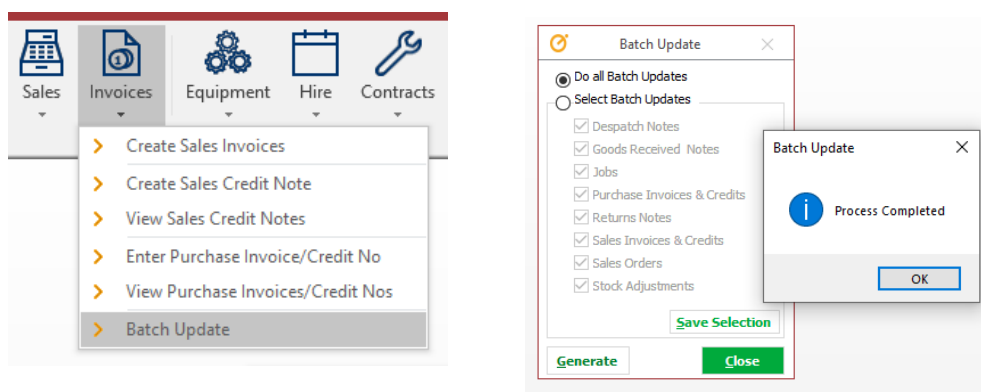 Sales
Invoices
Equipment
Hire
Contracts
Create Sales Invoices
Create Sales Credit Note
View Sales Credit Notes
Enter Purchase Invoice/Credit No
View Purchase Invoices/Credit Nos
Batch Update
Batch Update
Do all Batch Updates
Select Batch Updates
Despatch Notes
Goods Received Notes
Jobs
Purchase Invoices & Credits
Returns Notes
Sales Invoices & Credits
Sales Orders
Stock Adjustments
Save Selection
Generate
Close
Batch Update
Process Completed
OK